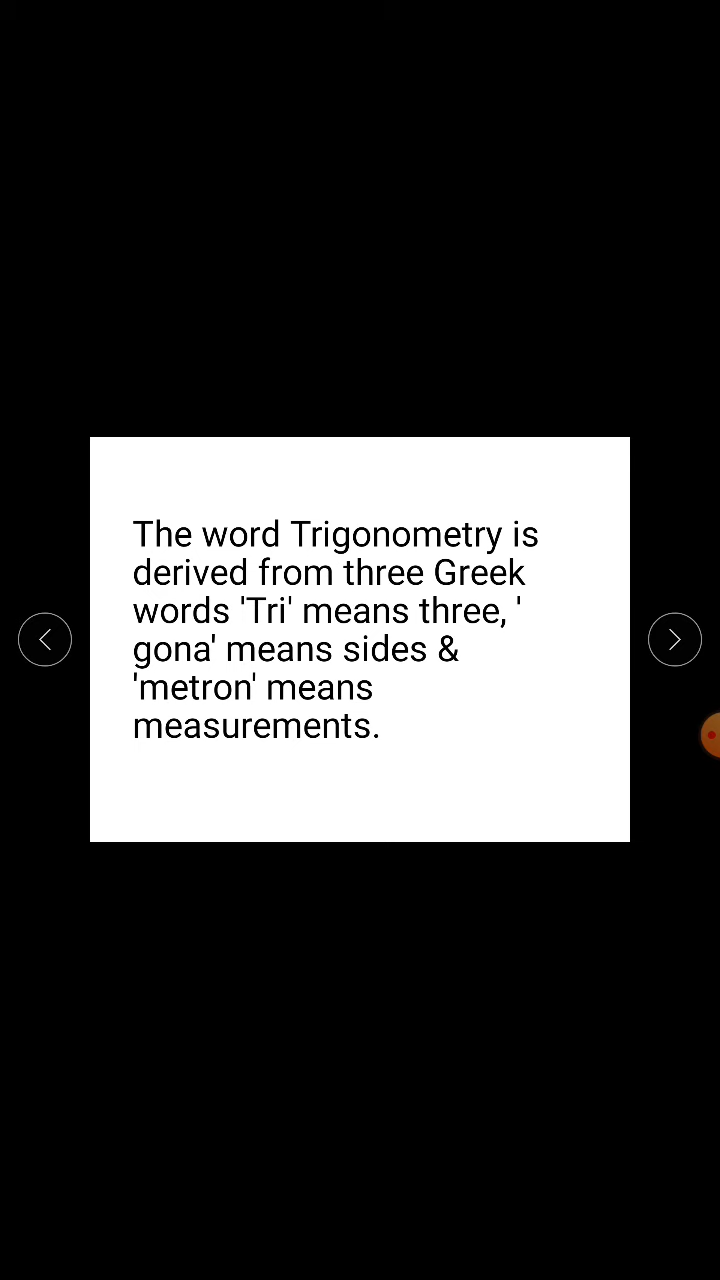 The word Trigonometry is
derived from three Greek
words 'Tri' means three, '
gona' means sides &
'metron' means
measurements.